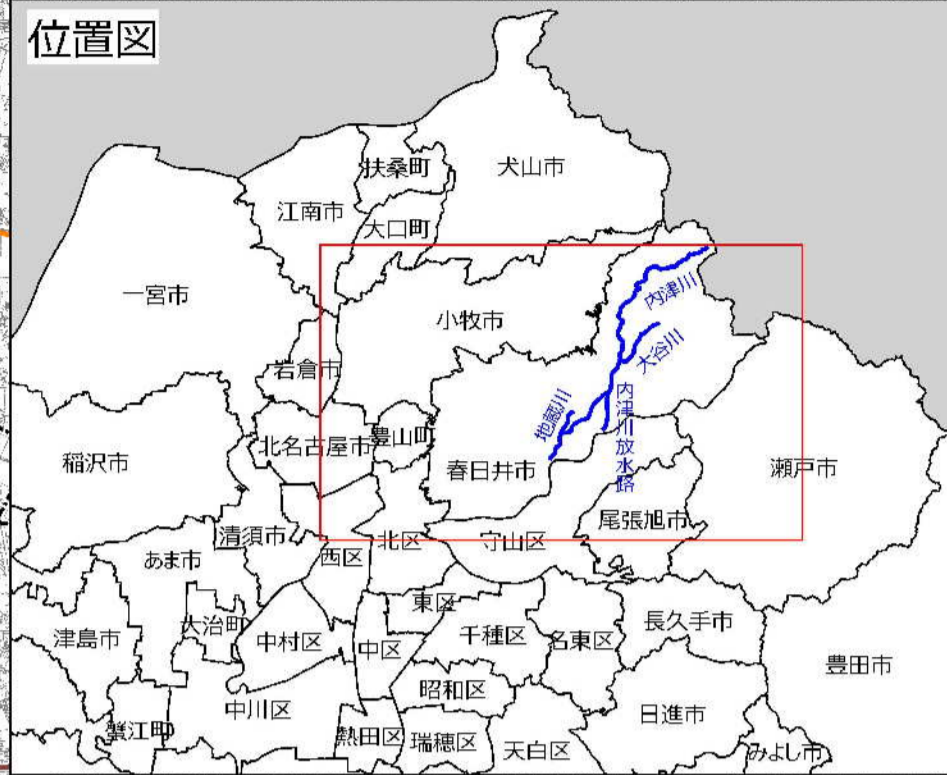 位置図
扶桑町
犬山市
江南市
大口町
一宮市
内津川
小牧市
大谷川
岩倉市
内津川放水路
地蔵川
北名古屋市
豊山町
稲沢市
春日井市
瀬戸市
尾張旭市
清須市
北区
守山区
あま市
西区
東区
大治町
長久手市
津島市
中村区
中区
千種区
名東区
豊田市
昭和区
中川区
日進市
蟹江町
熱田区
瑞穂区
天白区
みよし市